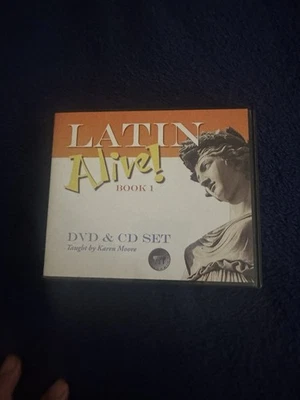 LATIN
Alive!
BOOK 1
DVD & CD SET
Taught by Karen Moore